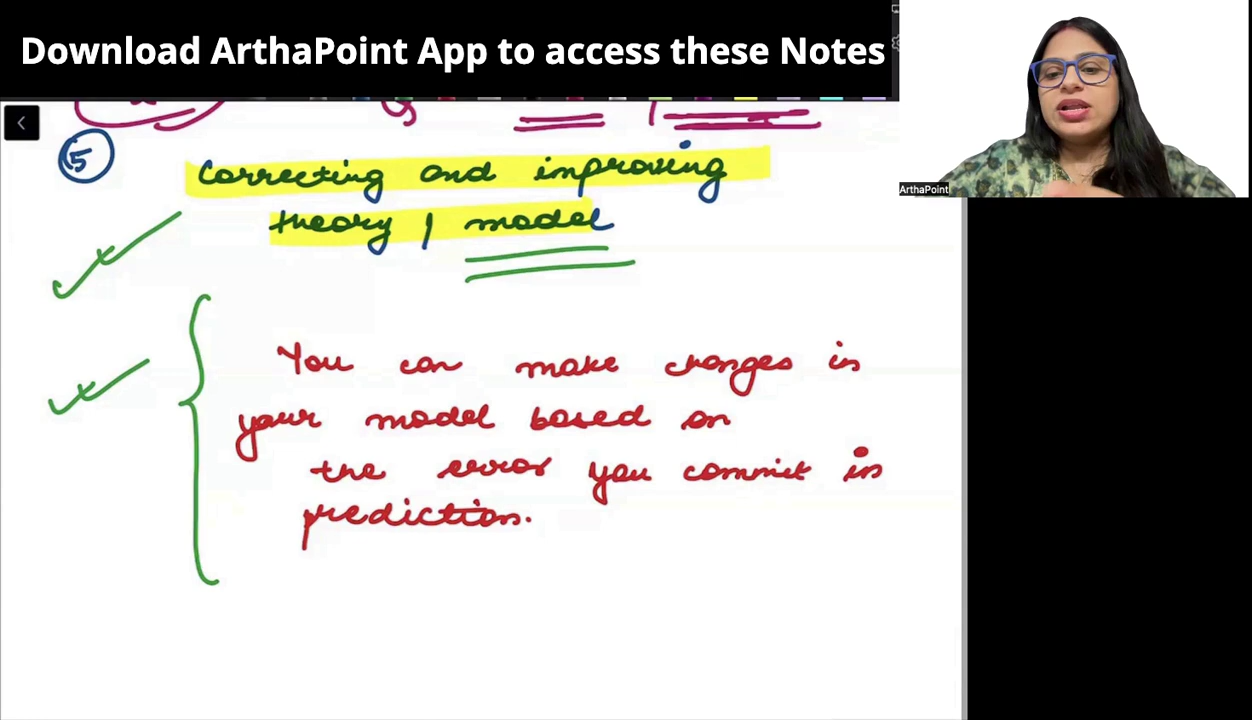 Download ArthaPoint App to access these Notes
ArthaPoint
5
correcting and improving
theory | model
You can make changes in
your model based on
the error you commit in
prediction.